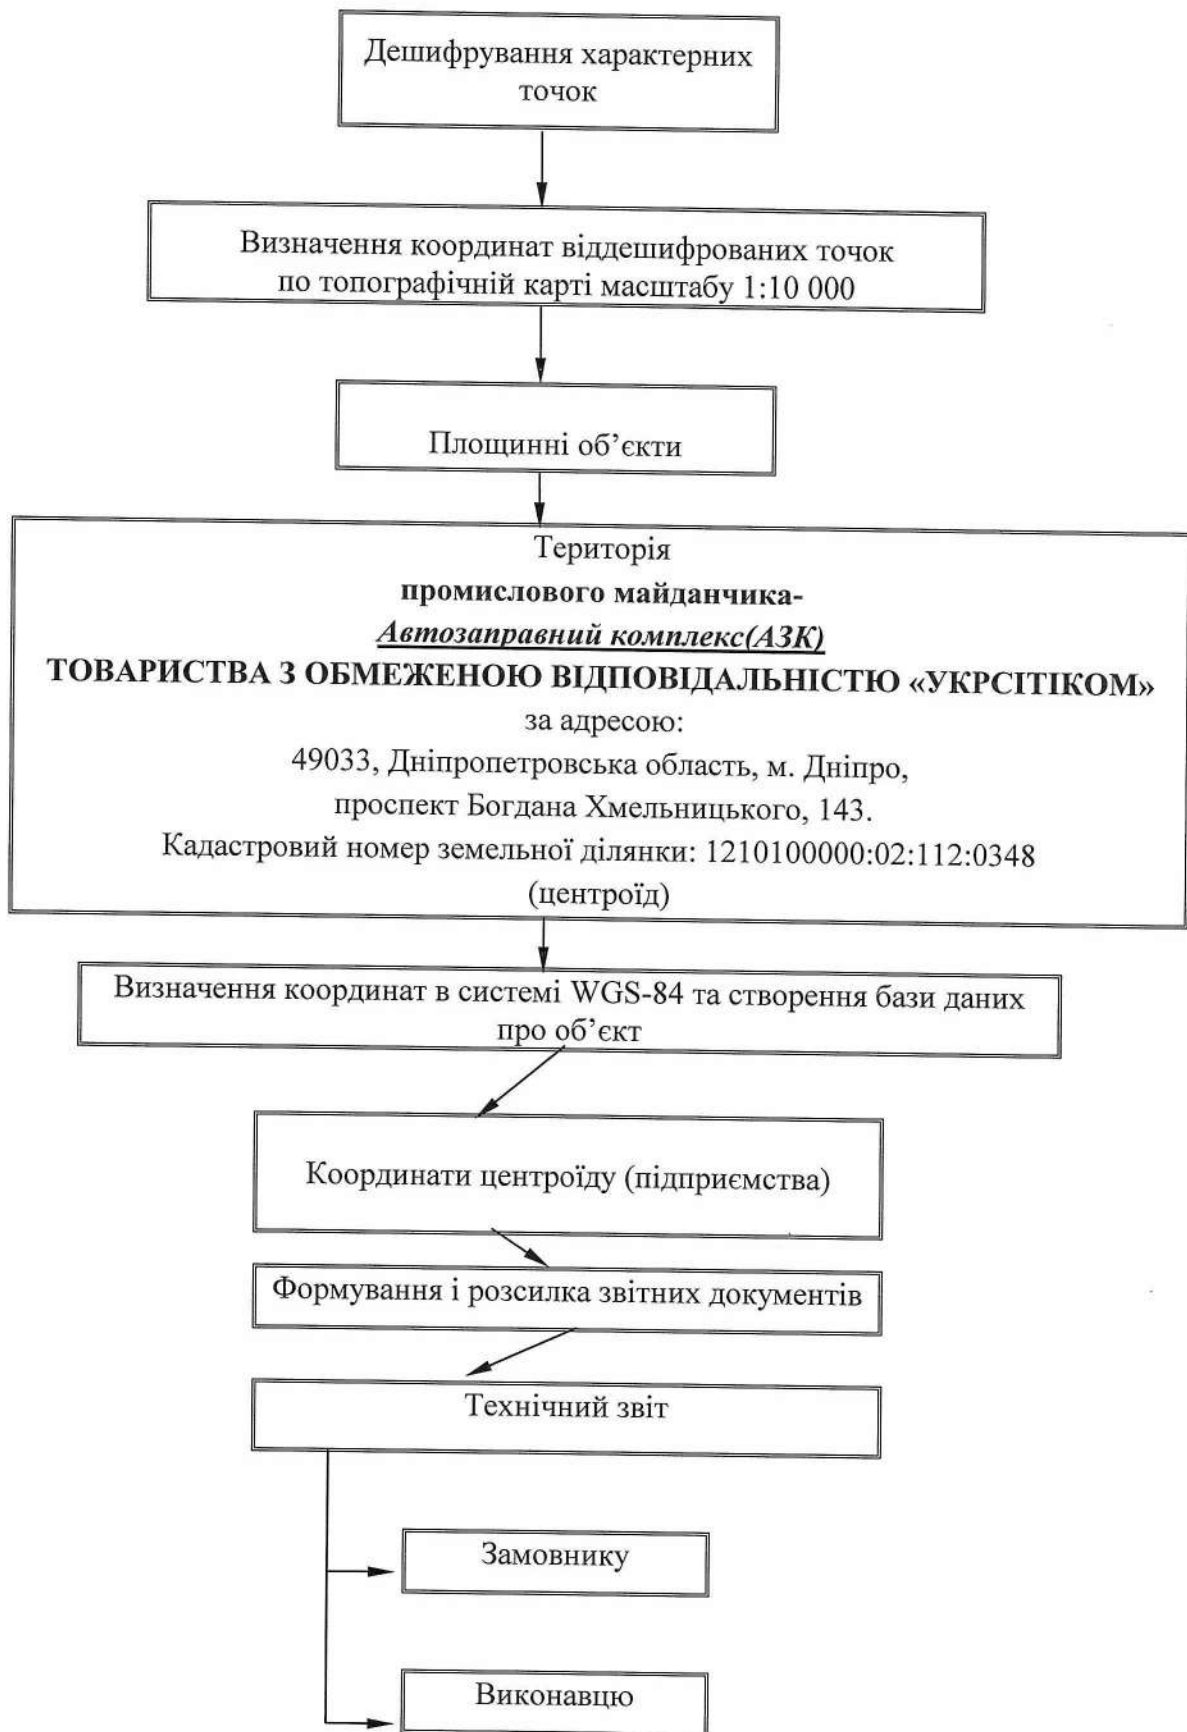 Дешифрування характерних
точок
Визначення координат віддешифрованих точок
по топографічній карті масштабу 1:10 000
Площинні об’єкти
Територія
промислового майданчика-
Автозаправний комплекс(АЗК)
ТОВАРИСТВА З ОБМЕЖЕНОЮ ВІДПОВІДАЛЬНІСТЮ «УКРСІТІКОМ»
за адресою:
49033, Дніпропетровська область, м. Дніпро,
проспект Богдана Хмельницького, 143.
Кадастровий номер земельної ділянки: 1210100000:02:112:0348
(центроїд)
Визначення координат в системі WGS-84 та створення бази даних
про об’єкт
Координати центроїду (підприємства)
Формування і розсилка звітних документів
Технічний звіт
Замовнику
Виконавцю